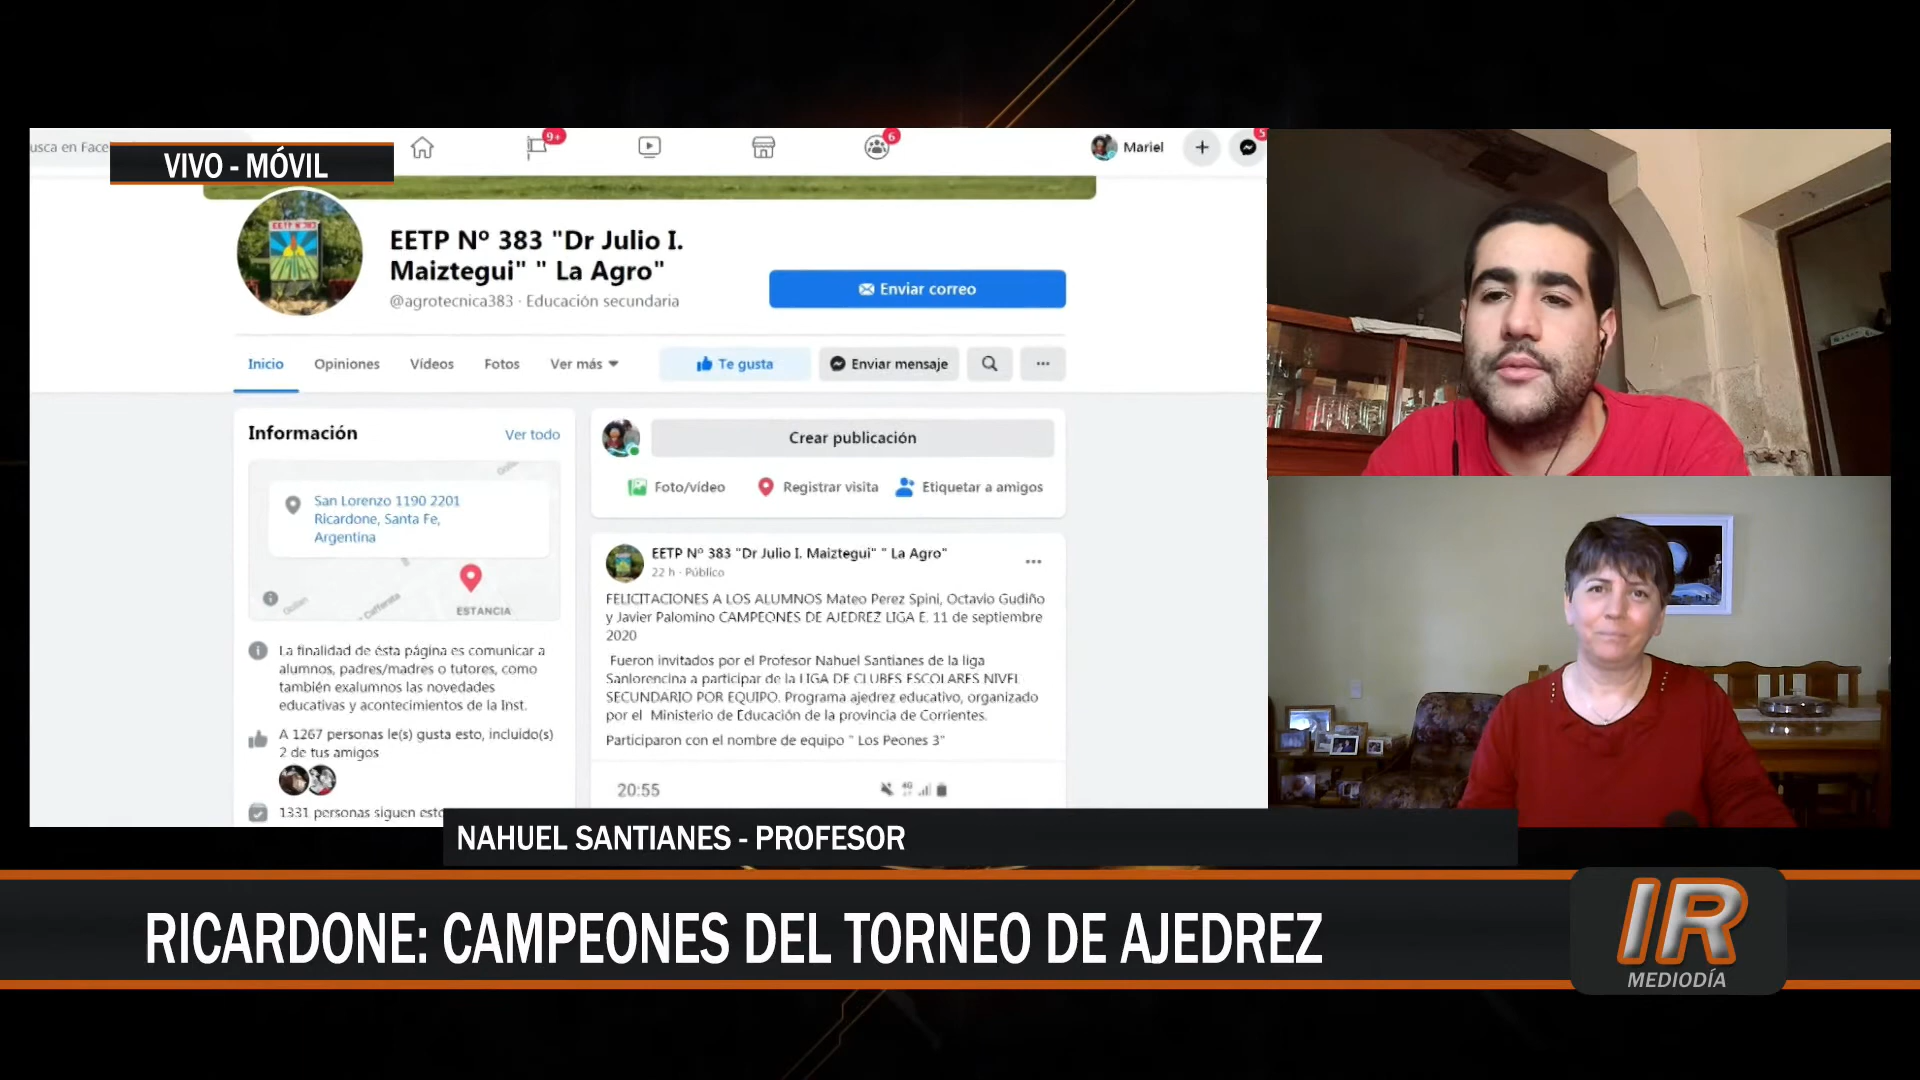 usca en Face
VIVO - MÓVIL
9+
6
Mariel
5
EETP Nº 383 "Dr Julio I.
Maiztegui" " La Agro"
@agrotecnica383 · Educación secundaria
Enviar correo
Inicio
Opiniones
Vídeos
Fotos
Ver más
Te gusta
Enviar mensaje
Información
Ver todo
San Lorenzo 1190 2201
Ricardone, Santa Fe,
Argentina
ESTANCIA
La finalidad de ésta página es comunicar a
alumnos, padres/madres o tutores, como
también exalumnos las novedades
educativas y acontecimientos de la Inst.
A 1267 personas le(s) gusta esto, incluido(s)
2 de tus amigos
1331 personas siguen esto
Crear publicación
Foto/vídeo
Registrar visita
Etiquetar a amigos
EETP Nº 383 "Dr Julio I. Maiztegui" " La Agro"
22 h · Público
FELICITACIONES A LOS ALUMNOS Mateo Perez Spini, Octavio Gudiño
y Javier Palomino CAMPEONES DE AJEDREZ LIGA E. 11 de septiembre
2020
Fueron invitados por el Profesor Nahuel Santianes de la liga
Sanlorencina a participar de la LIGA DE CLUBES ESCOLARES NIVEL
SECUNDARIO POR EQUIPO. Programa ajedrez educativo, organizado
por el Ministerio de Educación de la provincia de Corrientes.
Participaron con el nombre de equipo " Los Peones 3"
20:55
4G
NAHUEL SANTIANES - PROFESOR
RICARDONE: CAMPEONES DEL TORNEO DE AJEDREZ
IR
MEDIODÍA